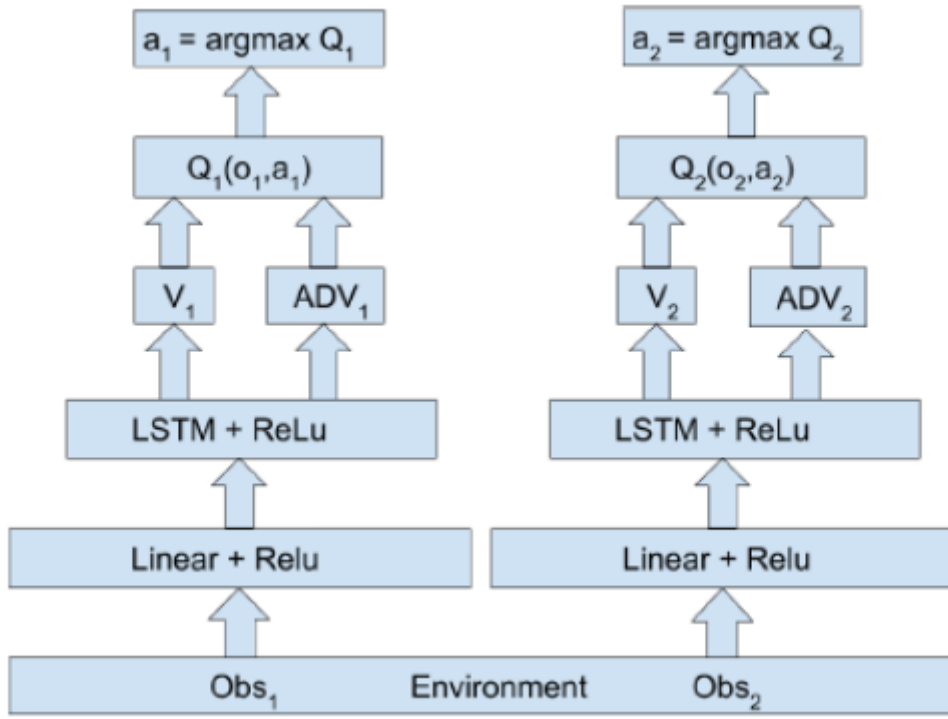 a₁ = argmax Q₁
a₂ = argmax Q₂
Q₁(o₁,a₁)
Q₂(o₂,a₂)
V₁
ADV₁
V₂
ADV₂
LSTM + ReLu
LSTM + ReLu
Linear + Relu
Linear + Relu
Obs₁
Environment
Obs₂